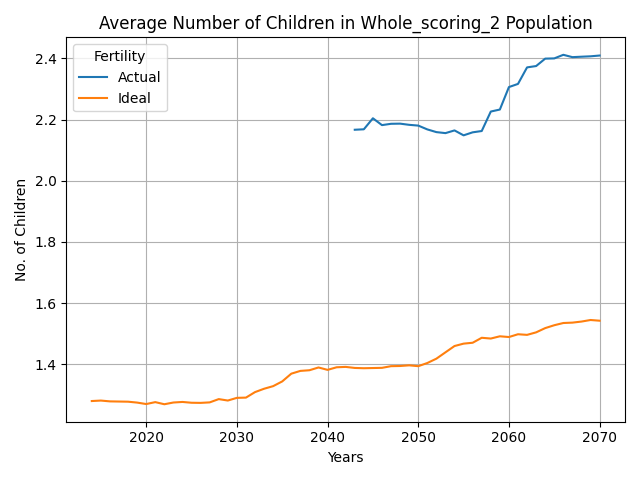 Average Number of Children in Whole_scoring_2 Population
Fertility
Actual
Ideal
No. of Children
2.4
2.2
2.0
1.8
1.6
1.4
2020 2030 2040 2050 2060 2070
Years